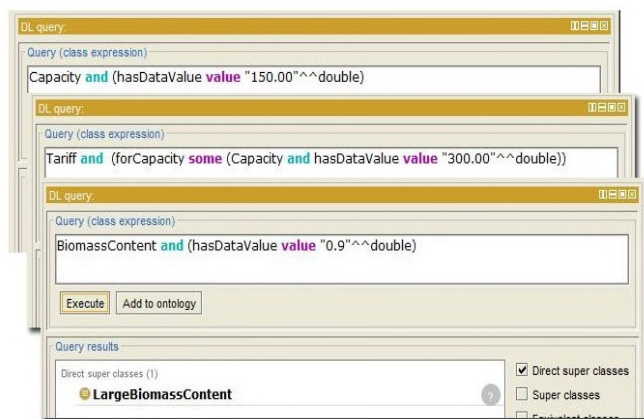 DL query:
Query (class expression)
Capacity and (hasDataValue value "150.00"^^double)
DL query:
Query (class expression)
Tariff and (forCapacity some (Capacity and hasDataValue value "300.00"^^double))
DL query:
Query (class expression)
BiomassContent and (hasDataValue value "0.9"^^double)
Execute Add to ontology
Query results
Direct super classes (1)
LargeBiomassContent
?
Direct super classes
Super classes
Equivalent classes